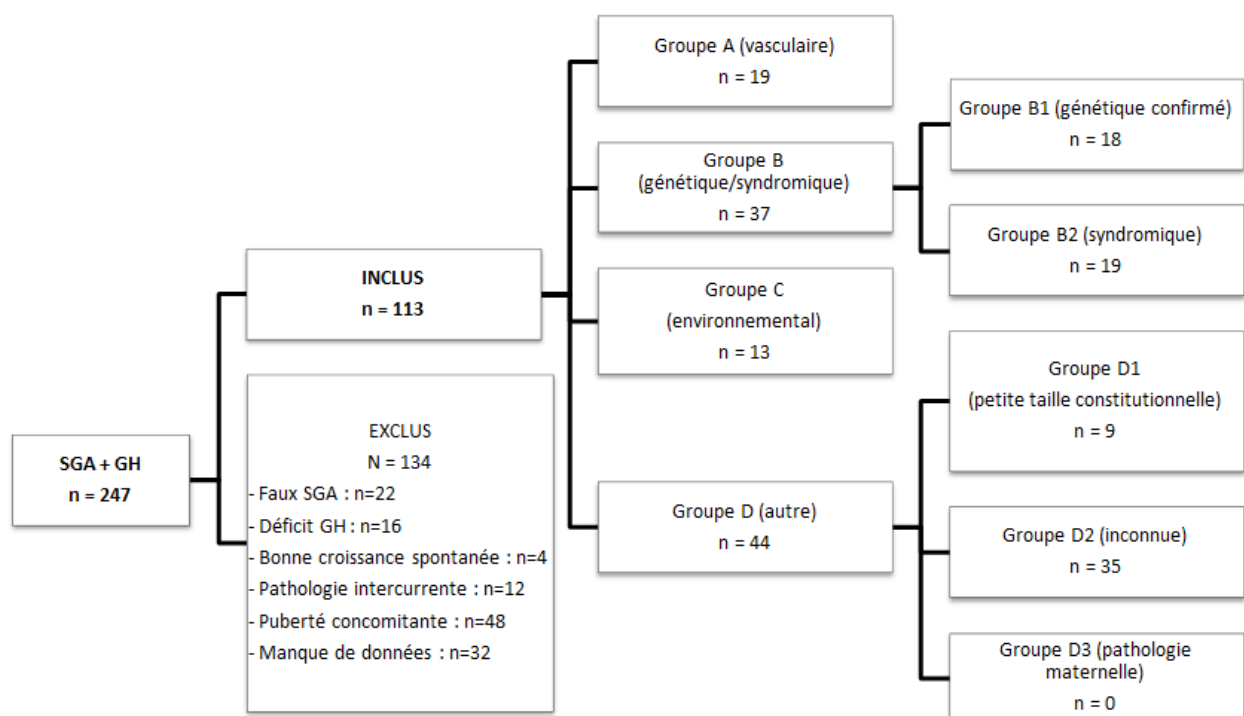 SGA + GH
n = 247
INCLUS
n = 113
EXCLUS
N = 134
- Faux SGA : n=22
- Déficit GH : n=16
- Bonne croissance spontanée : n=4
- Pathologie intercurrente : n=12
- Puberté concomitante : n=48
- Manque de données : n=32
Groupe A (vasculaire)
n = 19
Groupe B
(génétique/syndromique)
n = 37
Groupe C
(environnemental)
n = 13
Groupe D (autre)
n = 44
Groupe B1 (génétique confirmé)
n = 18
Groupe B2 (syndromique)
n = 19
Groupe D1
(petite taille constitutionnelle)
n = 9
Groupe D2 (inconnue)
n = 35
Groupe D3 (pathologie
maternelle)
n = 0